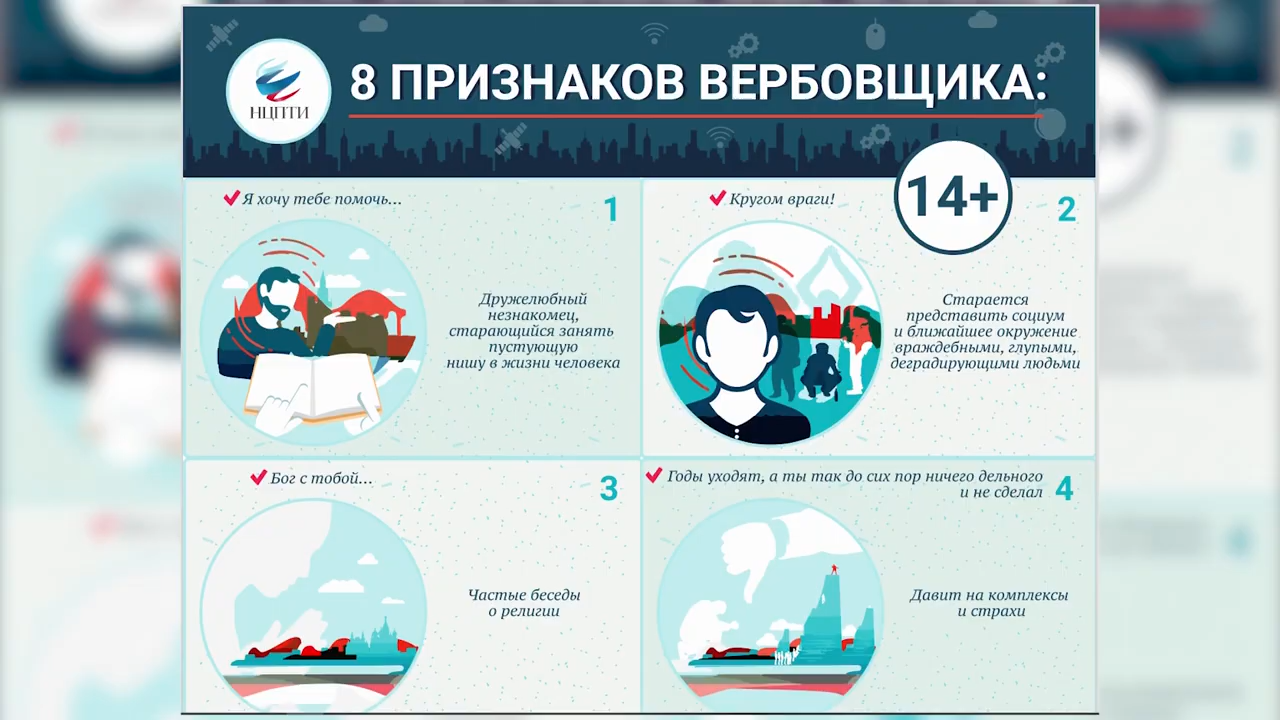 НЦПТИ
8 ПРИЗНАКОВ ВЕРБОВЩИКА:
14+
Я хочу тебе помочь...
1
Дружелюбный
незнакомец,
старающийся занять
пустующую
нишу в жизни человека
Кругом враги!
2
Старается
представить социум
и ближайшее окружение
враждебными, глупыми,
деградирующими людьми
Бог с тобой...
3
Частые беседы
о религии
Годы уходят, а ты так до сих пор ничего дельного
и не сделал
4
Давит на комплексы
и страхи